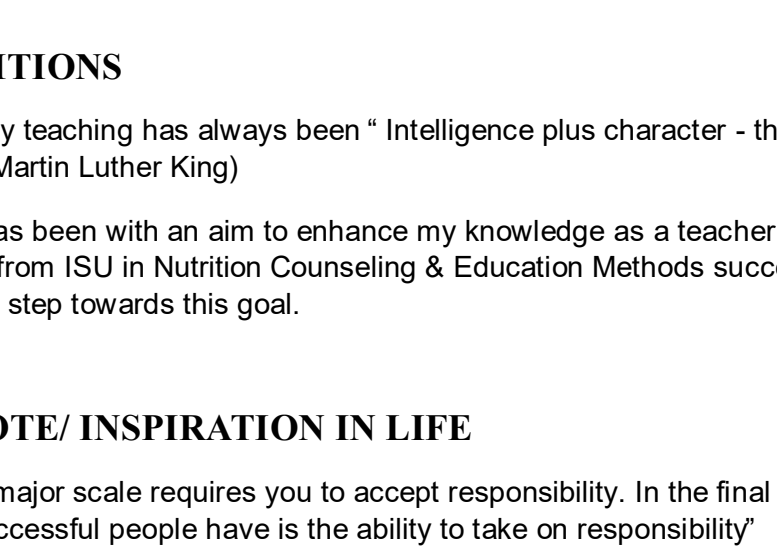 ITIONS
y teaching has always been “ Intelligence plus character - th
Martin Luther King)
as been with an aim to enhance my knowledge as a teacher
from ISU in Nutrition Counseling & Education Methods succe
step towards this goal.
OTE/ INSPIRATION IN LIFE
major scale requires you to accept responsibility. In the final
ccessful people have is the ability to take on responsibility”